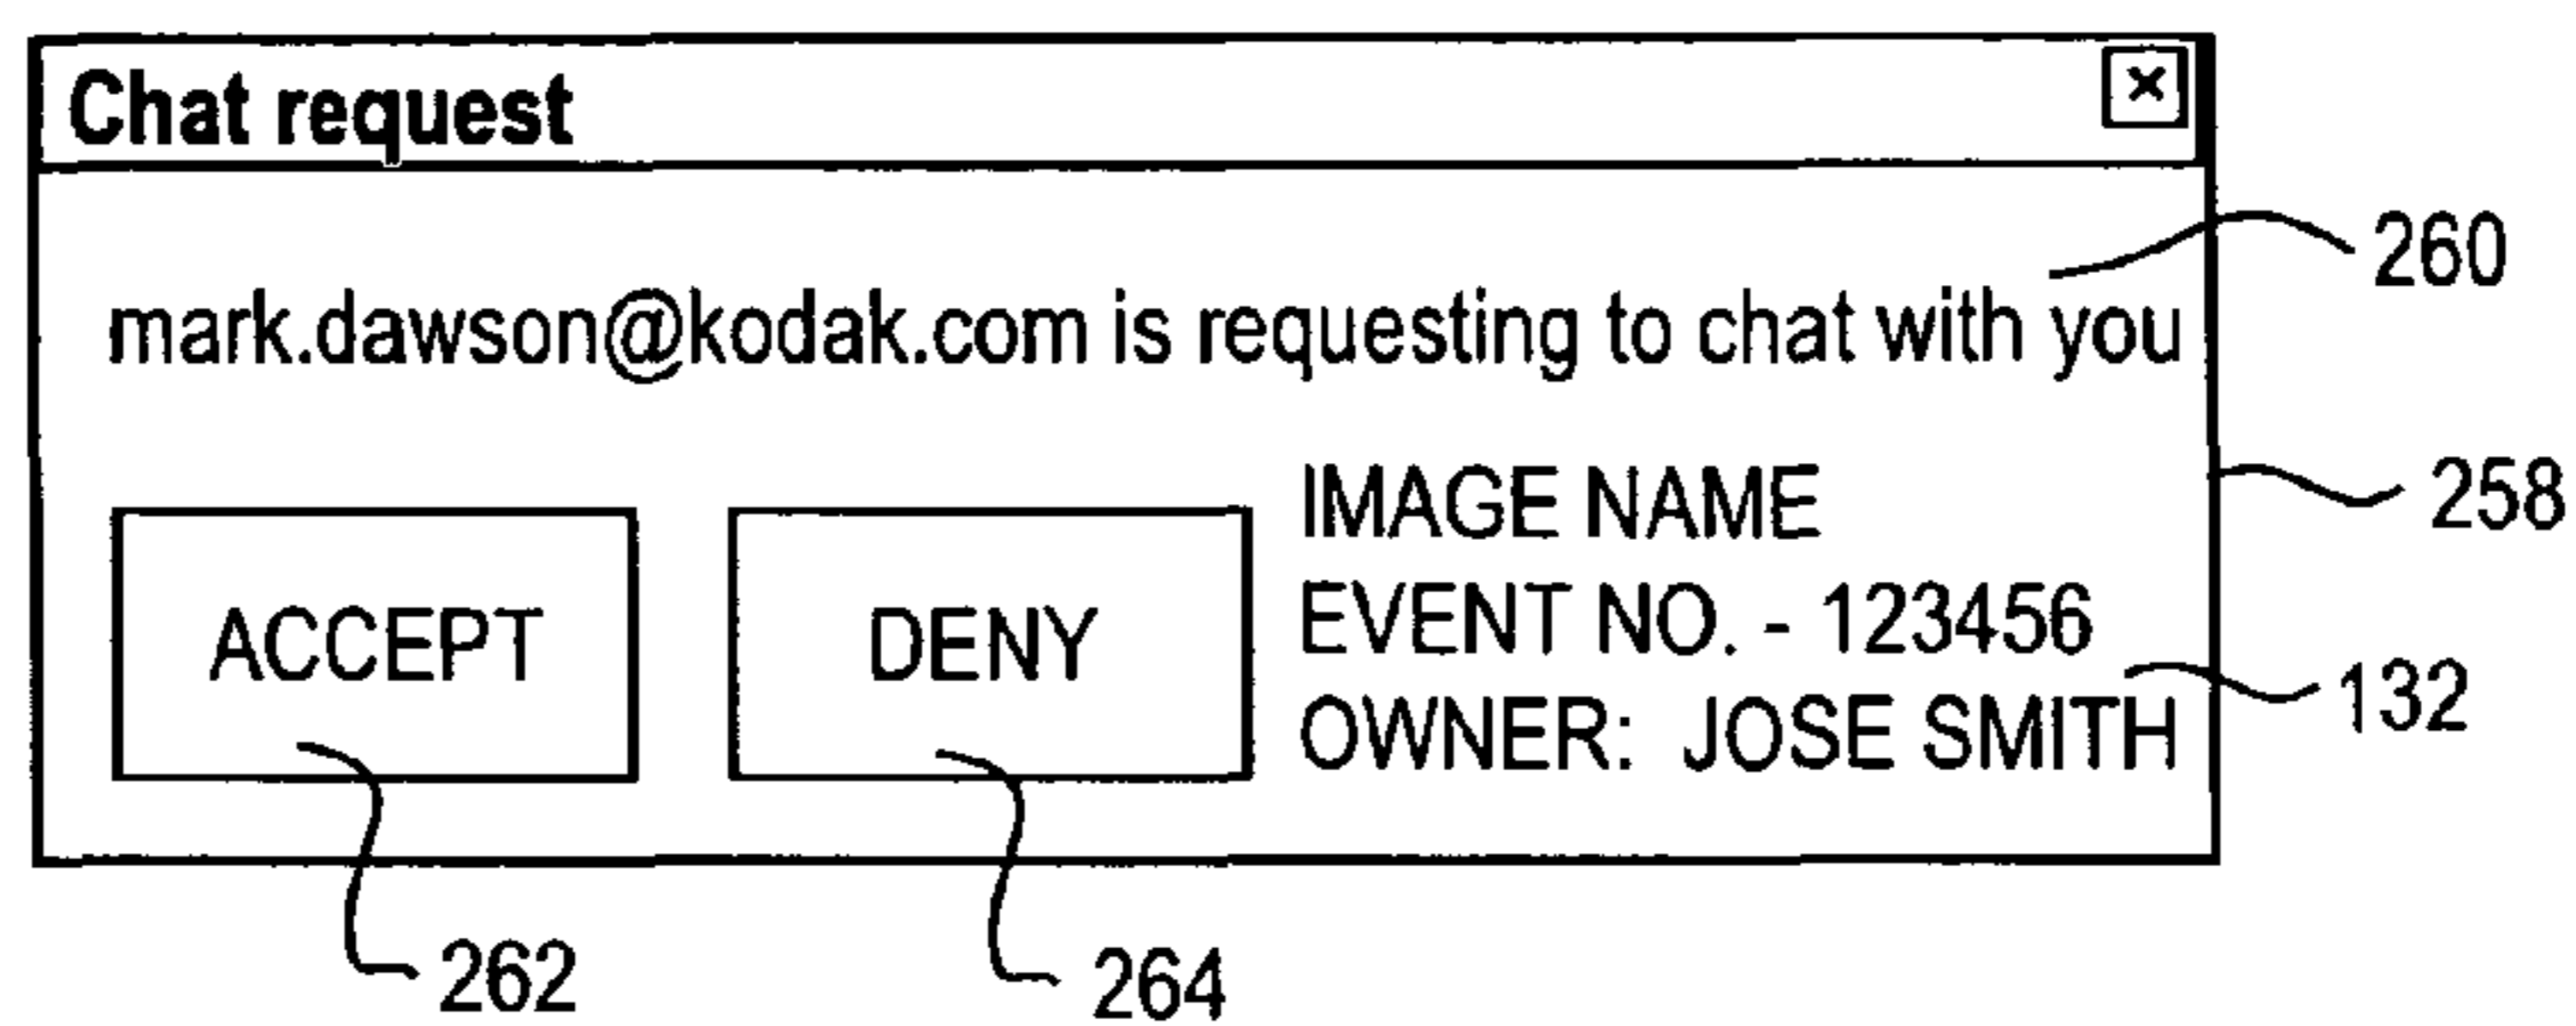 Chat request ×
260
mark.dawson@kodak.com is requesting to chat with you
258
IMAGE NAME
EVENT NO. - 123456
ACCEPT DENY
132
OWNER: JOSE SMITH
262 264